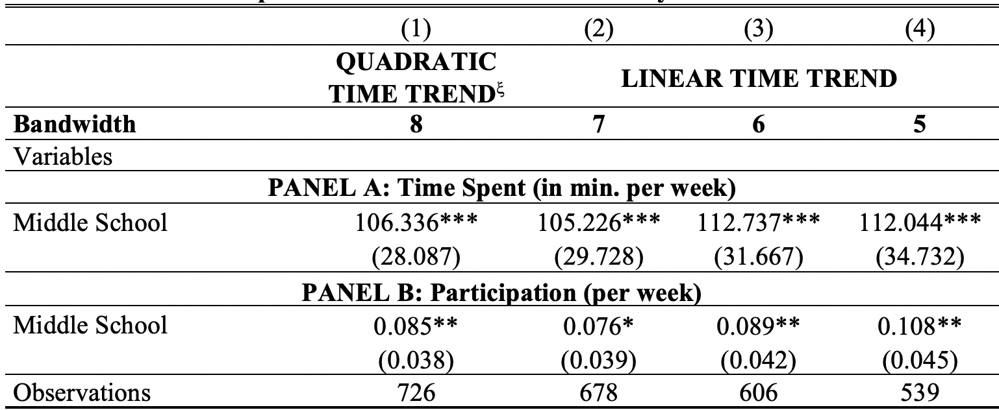 (1) (2) (3) (4)
QUADRATIC
TIME TRENDξ LINEAR TIME TREND
Bandwidth 8 7 6 5
Variables
PANEL A: Time Spent (in min. per week)
Middle School 106.336*** 105.226*** 112.737*** 112.044***
(28.087) (29.728) (31.667) (34.732)
PANEL B: Participation (per week)
Middle School 0.085** 0.076* 0.089** 0.108**
(0.038) (0.039) (0.042) (0.045)
Observations 726 678 606 539